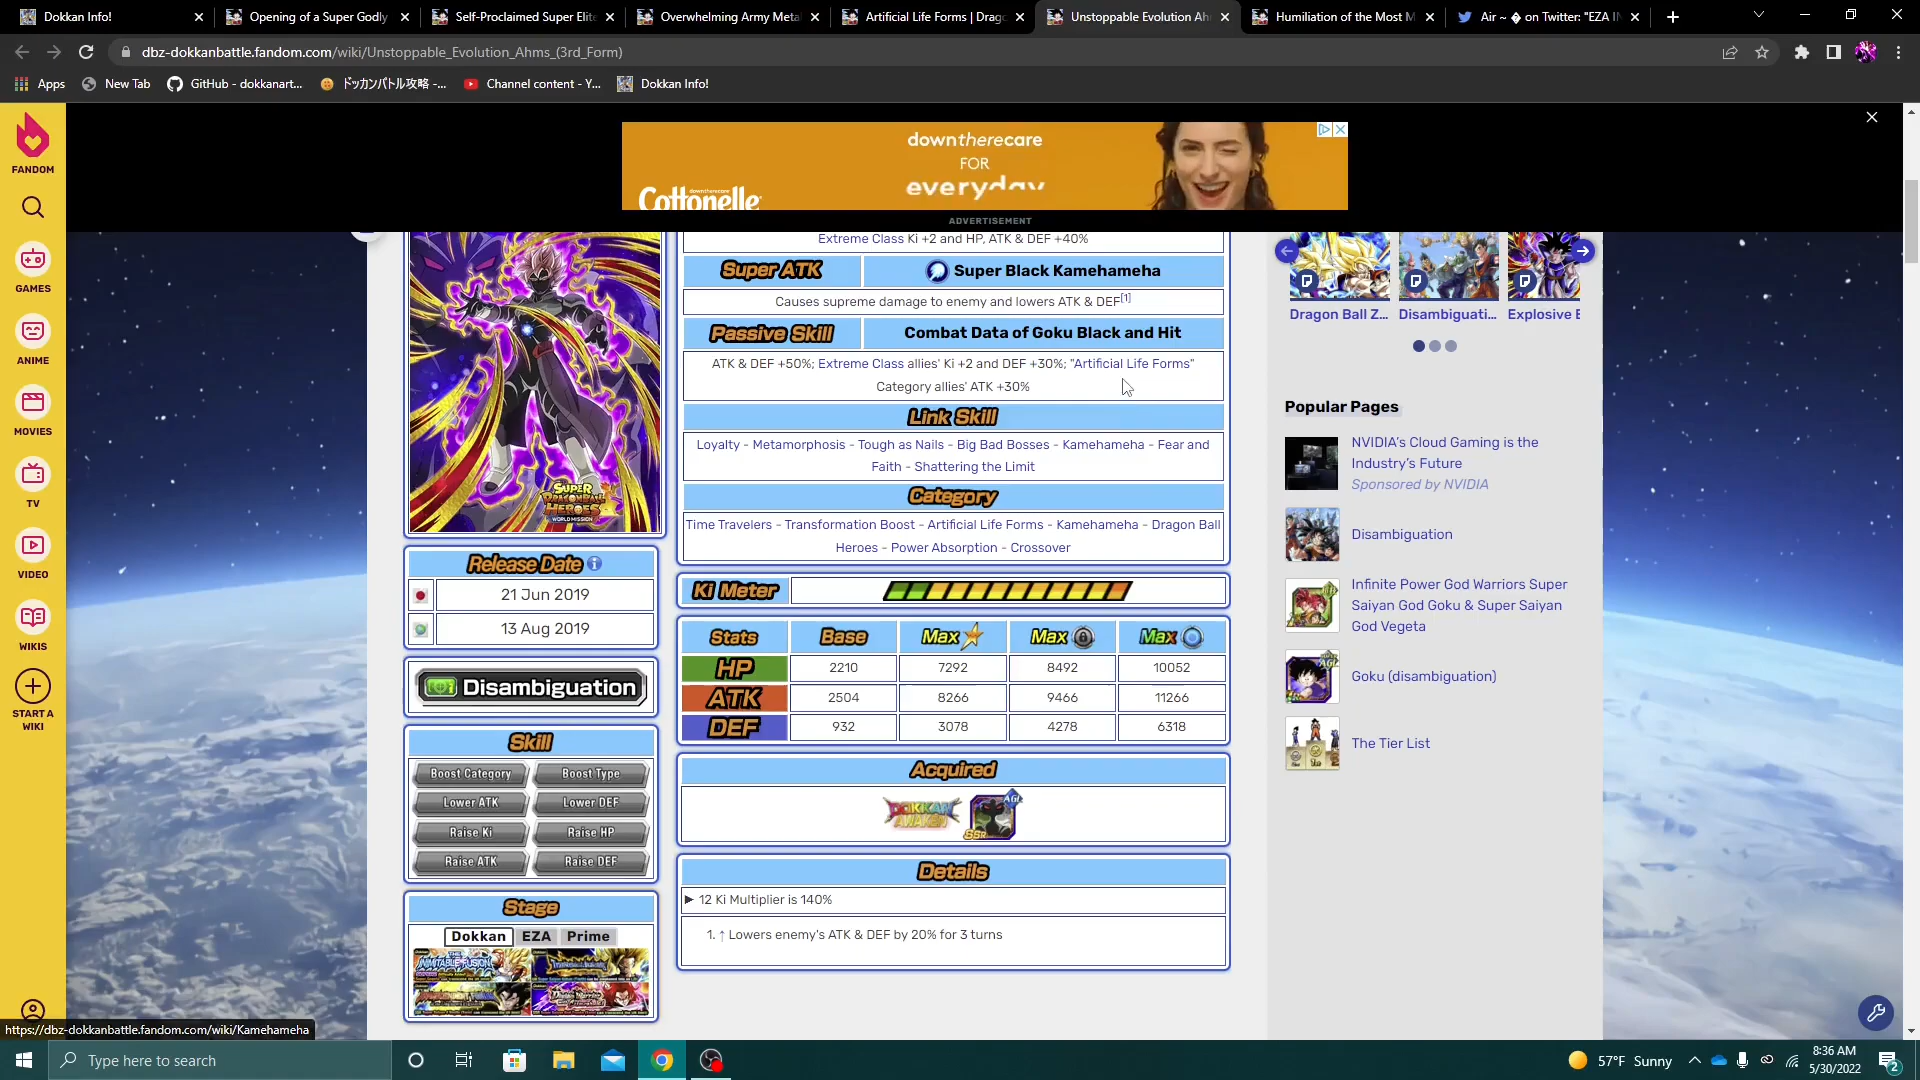 Dokkan Info!
Opening of a Super Godly
Self-Proclaimed Super Elite
Overwhelming Army Metal
Artificial Life Forms | Drag
Unstoppable Evolution Ah
Humiliation of the Most M
Air ~ � on Twitter: "EZA I
dbz-dokkanbattle.fandom.com/wiki/Unstoppable_Evolution_Ahms_(3rd_Form)
Apps
New Tab
GitHub - dokkanart...
ドッカンバトル攻略 -...
Channel content - Y...
Dokkan Info!
FANDOM
GAMES
ANIME
MOVIES
TV
VIDEO
WIKIS
START A
WIKI
downtherecare
FOR
everyday
downtherecare
Cottonelle
ADVERTISEMENT
SUPER
DRAGONBALL
HEROES
WORLD MISSION
Release Date
21 Jun 2019
13 Aug 2019
Disambiguation
Skill
Boost Category Boost Type
Lower ATK Lower DEF
Raise Ki Raise HP
Raise ATK Raise DEF
Stage
Dokkan EZA Prime
Extreme Class Ki +2 and HP, ATK & DEF +40%
Super ATK Super Black Kamehameha
Causes supreme damage to enemy and lowers ATK & DEF[1]
Passive Skill Combat Data of Goku Black and Hit
ATK & DEF +50%; Extreme Class allies' Ki +2 and DEF +30%; "Artificial Life Forms"
Category allies' ATK +30%
Link Skill
Loyalty - Metamorphosis - Tough as Nails - Big Bad Bosses - Kamehameha - Fear and
Faith - Shattering the Limit
Category
Time Travelers - Transformation Boost - Artificial Life Forms - Kamehameha - Dragon Ball
Heroes - Power Absorption - Crossover
Ki Meter
Stats Base Max Max Max
HP 2210 7292 8492 10052
ATK 2504 8266 9466 11266
DEF 932 3078 4278 6318
Acquired
DOKKAN
AWAKEN
AGL
SSR
Details
► 12 Ki Multiplier is 140%
1. ↑ Lowers enemy's ATK & DEF by 20% for 3 turns
Dragon Ball Z...
Disambiguati...
Explosive E
Popular Pages
NVIDIA's Cloud Gaming is the
Industry's Future
Sponsored by NVIDIA
Disambiguation
Infinite Power God Warriors Super
Saiyan God Goku & Super Saiyan
God Vegeta
AGL
Goku (disambiguation)
The Tier List
https://dbz-dokkanbattle.fandom.com/wiki/Kamehameha
Type here to search
57°F Sunny
8:36 AM
5/30/2022
2